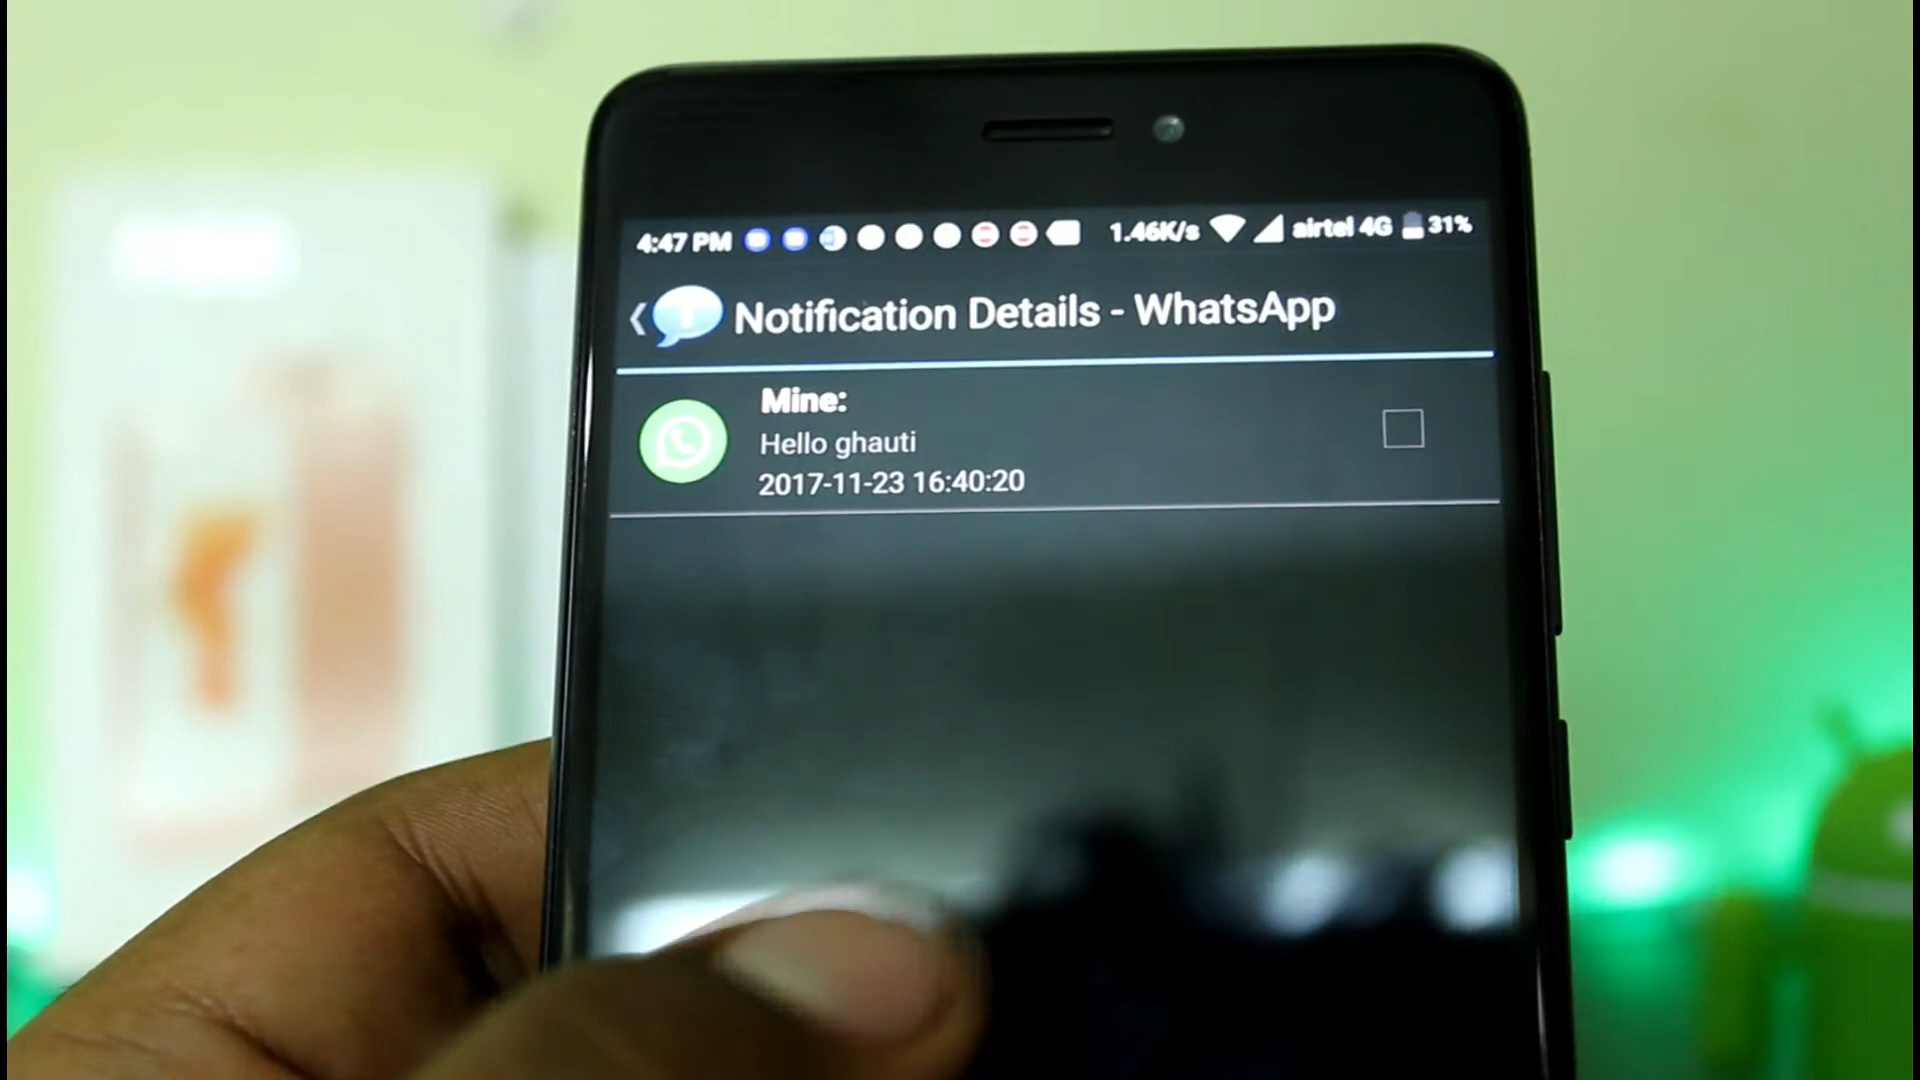 4:47 PM 1.46K/s airtel 4G 31%
Notification Details - WhatsApp
Mine:
Hello ghauti
2017-11-23 16:40:20